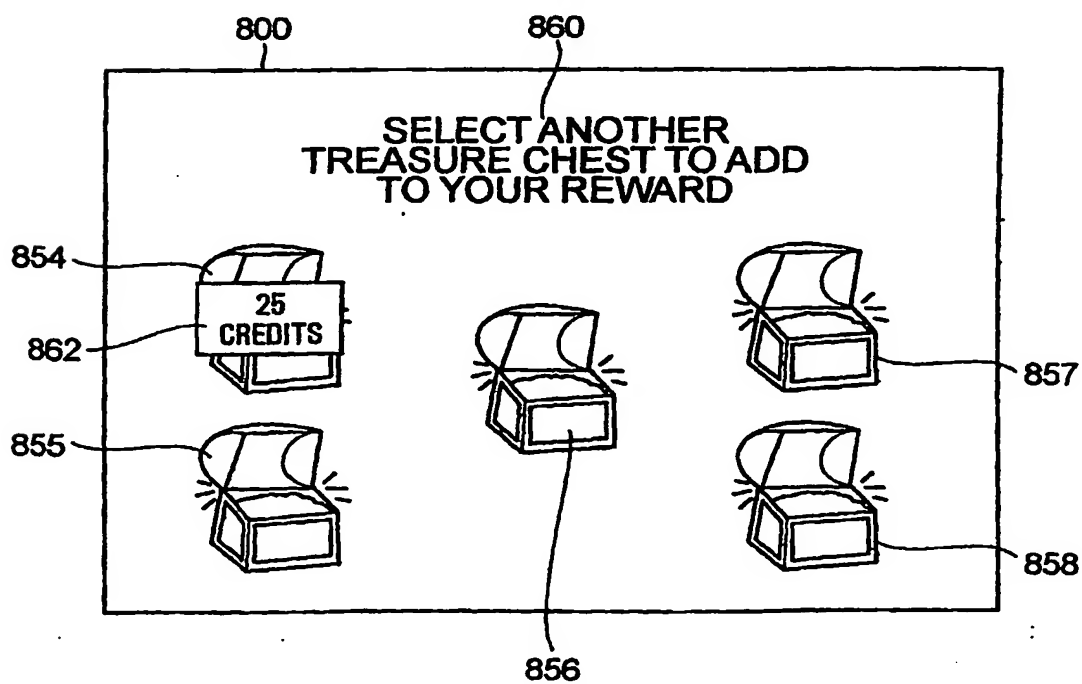 800 860
SELECT ANOTHER
TREASURE CHEST TO ADD
TO YOUR REWARD
854
25
CREDITS
862
857
855
858
856